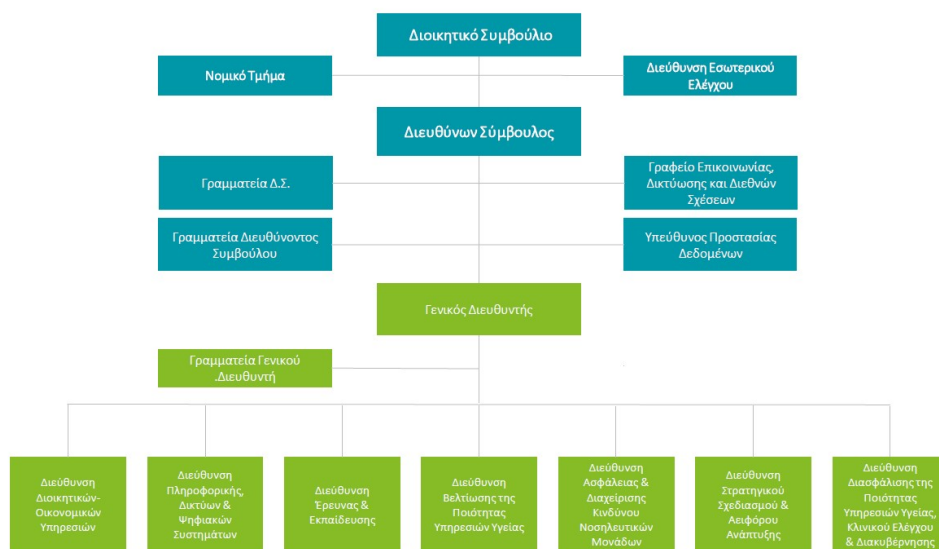 Διοικητικό Συμβούλιο
Νομικό Τμήμα
Διεύθυνση Εσωτερικού
Ελέγχου
Διευθύνων Σύμβουλος
Γραμματεία Δ.Σ.
Γραφείο Επικοινωνίας,
Δικτύωσης και Διεθνών
Σχέσεων
Γραμματεία Διευθύνοντος
Συμβούλου
Υπεύθυνος Προστασίας
Δεδομένων
Γενικός Διευθυντής
Γραμματεία Γενικού
.Διευθυντή
Διεύθυνση
Διοικητικών-
Οικονομικών
Υπηρεσιών
Διεύθυνση
Πληροφορικής,
Δικτύων &
Ψηφιακών
Συστημάτων
Διεύθυνση
Έρευνας &
Εκπαίδευσης
Διεύθυνση
Βελτίωσης της
Ποιότητας
Υπηρεσιών Υγείας
Διεύθυνση
Ασφάλειας &
Διαχείρισης
Κινδύνου
Νοσηλευτικών
Μονάδων
Διεύθυνση
Στρατηγικού
Σχεδιασμού &
Αειφόρου
Ανάπτυξης
Διεύθυνση
Διασφάλισης της
Ποιότητας
Υπηρεσιών Υγείας,
Κλινικού Ελέγχου
& Διακυβέρνησης